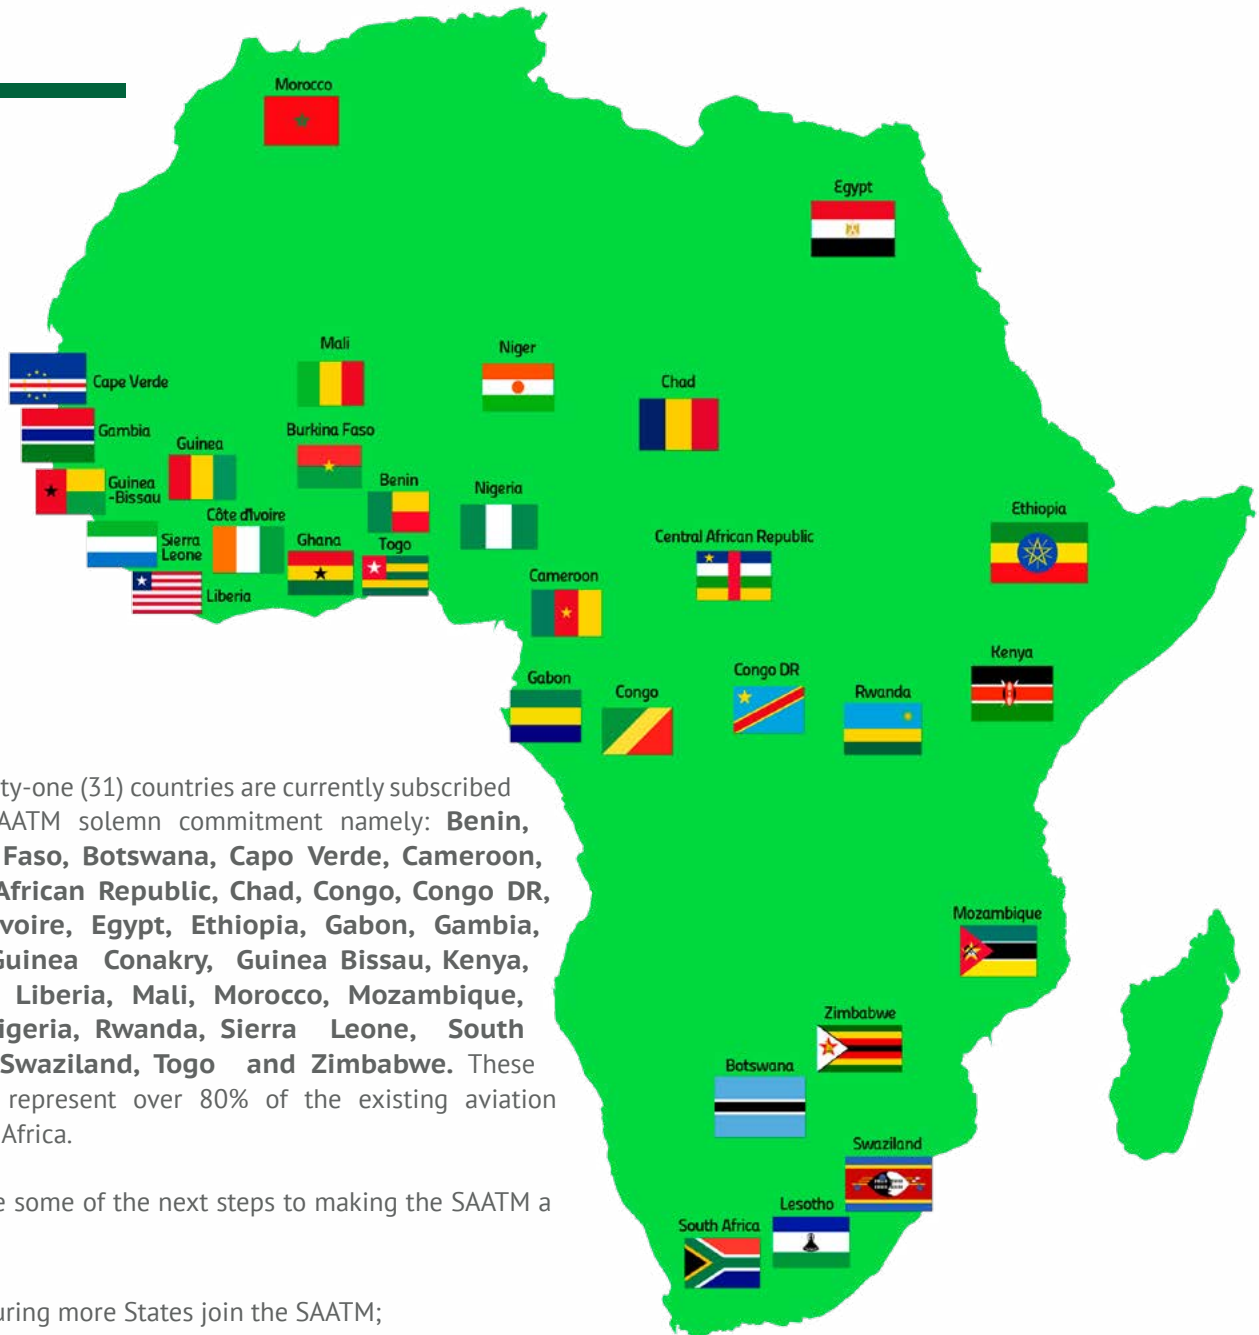 Morocco
Egypt
Mali
Niger
Chad
Cape Verde
Gambia
Guinea
Burkina Faso
Guinea
-Bissau
Benin
Nigeria
Ethiopia
Côte d'Ivoire
Sierra
Leone
Ghana
Togo
Central African Republic
Liberia
Cameroon
Kenya
Gabon
Congo
Congo DR
Rwanda
ty-one (31) countries are currently subscribed
AATM solemn commitment namely: Benin,
Faso, Botswana, Capo Verde, Cameroon,
African Republic, Chad, Congo, Congo DR,
voire, Egypt, Ethiopia, Gabon, Gambia,
Guinea Conakry, Guinea Bissau, Kenya,
Liberia, Mali, Morocco, Mozambique,
igeria, Rwanda, Sierra Leone, South
Swaziland, Togo and Zimbabwe. These
represent over 80% of the existing aviation
Africa.
e some of the next steps to making the SAATM a
uring more States join the SAATM;
Mozambique
Zimbabwe
Botswana
Swaziland
Lesotho
South Africa